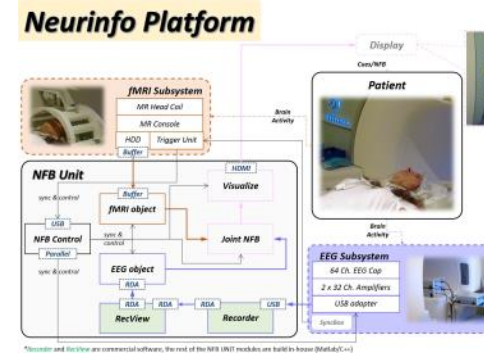 Neurinfo Platform
Display
Cues/NFB
fMRI Subsystem
MR Head Coil
MR Console
HDD
Trigger Unit
Buffer
Brain
Activity
Patient
NFB Unit
HDMI
Visualize
sync & control
Buffer
fMRI object
USB
NFB Control
sync &
control
Joint NFB
Parallel
sync & control
EEG object
RDA
RDA
RDA
RecView
RDA
USB
Recorder
Brain
Activity
EEG Subsystem
64 Ch. EEG Cap
2 x 32 Ch. Amplifiers
USB adapter
SyncBox
*Recorder and RecView are commercial software, the rest of the NFB UNIT modules are build in-house (Matlab/C++)